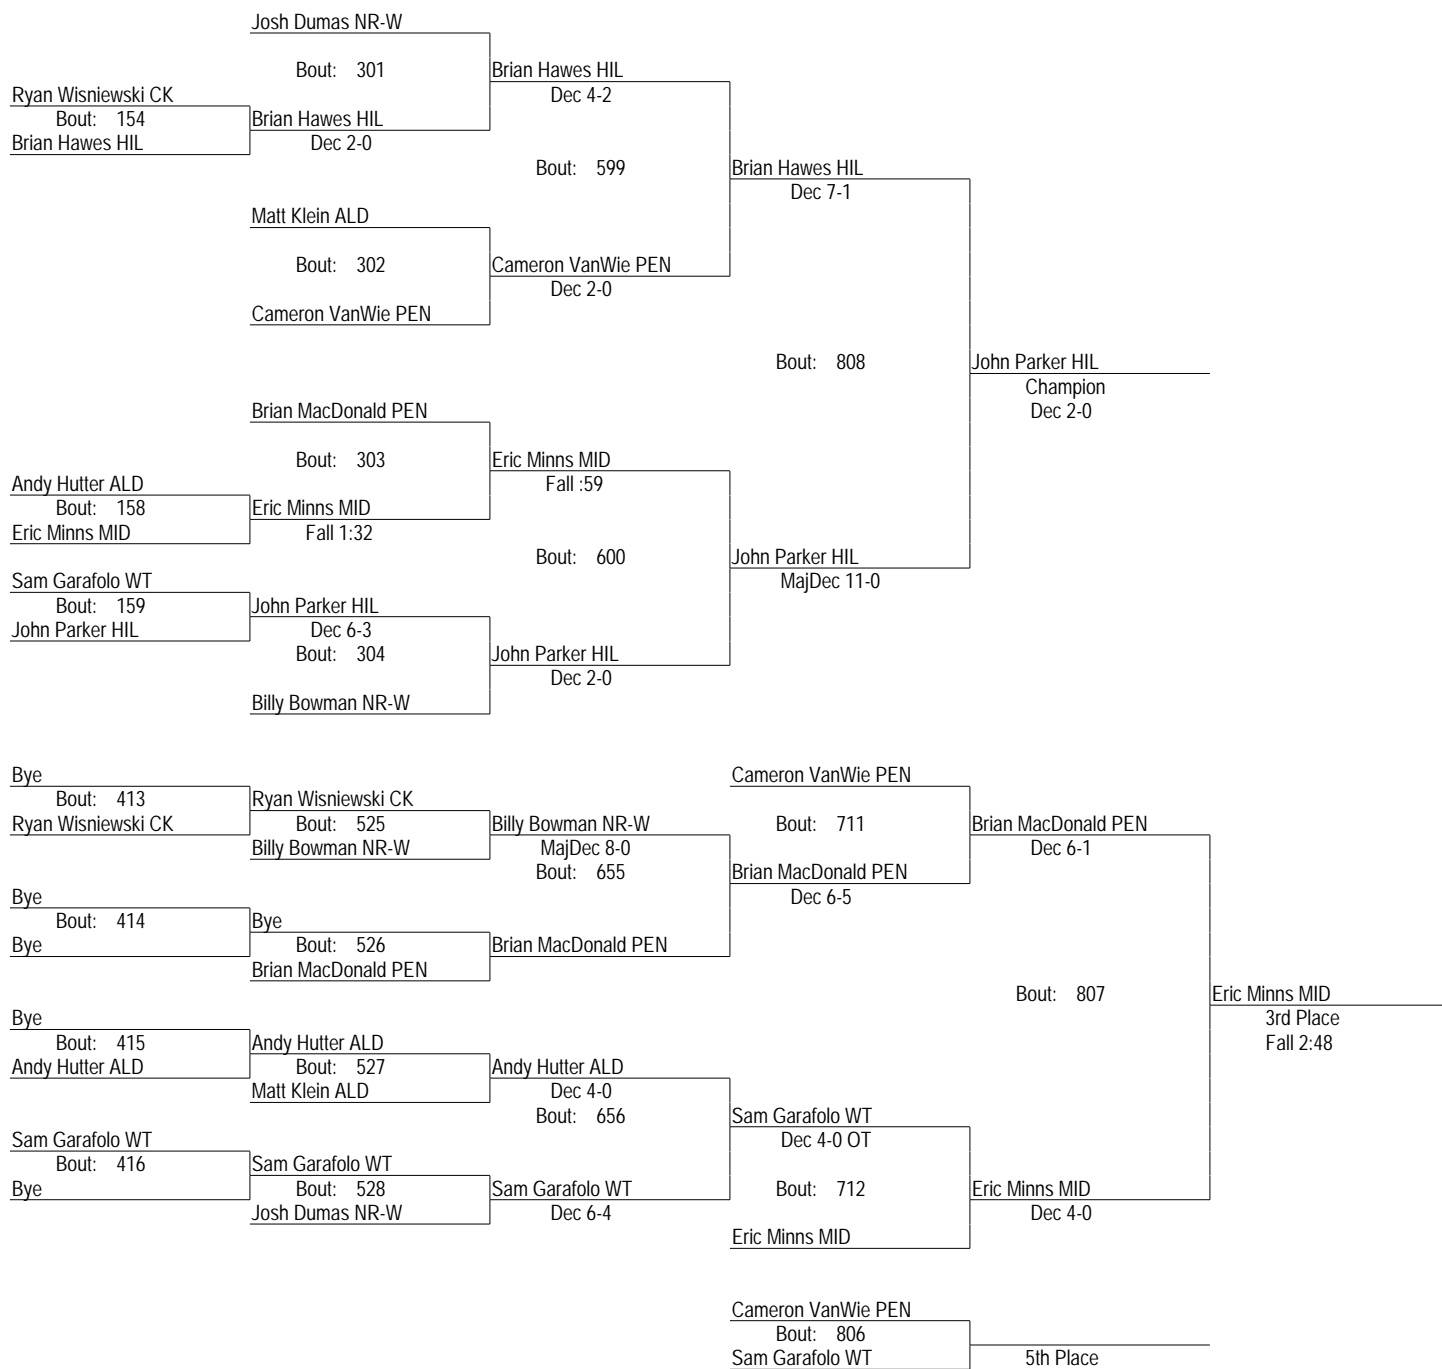 Josh Dumas NR-W
Bout: 301
Brian Hawes HIL
Dec 4-2
Ryan Wisniewski CK
Bout: 154
Brian Hawes HIL
Brian Hawes HIL
Dec 2-0
Bout: 599
Brian Hawes HIL
Dec 7-1
Matt Klein ALD
Bout: 302
Cameron VanWie PEN
Dec 2-0
Cameron VanWie PEN
Bout: 808
John Parker HIL
Champion
Dec 2-0
Brian MacDonald PEN
Bout: 303
Eric Minns MID
Fall :59
Andy Hutter ALD
Bout: 158
Eric Minns MID
Eric Minns MID
Fall 1:32
Bout: 600
John Parker HIL
MajDec 11-0
Sam Garafolo WT
Bout: 159
John Parker HIL
John Parker HIL
Dec 6-3
Bout: 304
John Parker HIL
Dec 2-0
Billy Bowman NR-W
Bye
Bout: 413
Ryan Wisniewski CK
Ryan Wisniewski CK
Bout: 525
Billy Bowman NR-W
Billy Bowman NR-W
MajDec 8-0
Bout: 655
Cameron VanWie PEN
Bout: 711
Brian MacDonald PEN
Dec 6-5
Brian MacDonald PEN
Dec 6-1
Bye
Bout: 414
Bye
Bye
Bout: 526
Brian MacDonald PEN
Brian MacDonald PEN
Bout: 807
Eric Minns MID
3rd Place
Fall 2:48
Bye
Bout: 415
Andy Hutter ALD
Andy Hutter ALD
Bout: 527
Matt Klein ALD
Andy Hutter ALD
Dec 4-0
Bout: 656
Sam Garafolo WT
Dec 4-0 OT
Sam Garafolo WT
Bout: 416
Bye
Sam Garafolo WT
Bout: 528
Josh Dumas NR-W
Sam Garafolo WT
Dec 6-4
Bout: 712
Eric Minns MID
Eric Minns MID
Dec 4-0
Cameron VanWie PEN
Bout: 806
Sam Garafolo WT
5th Place